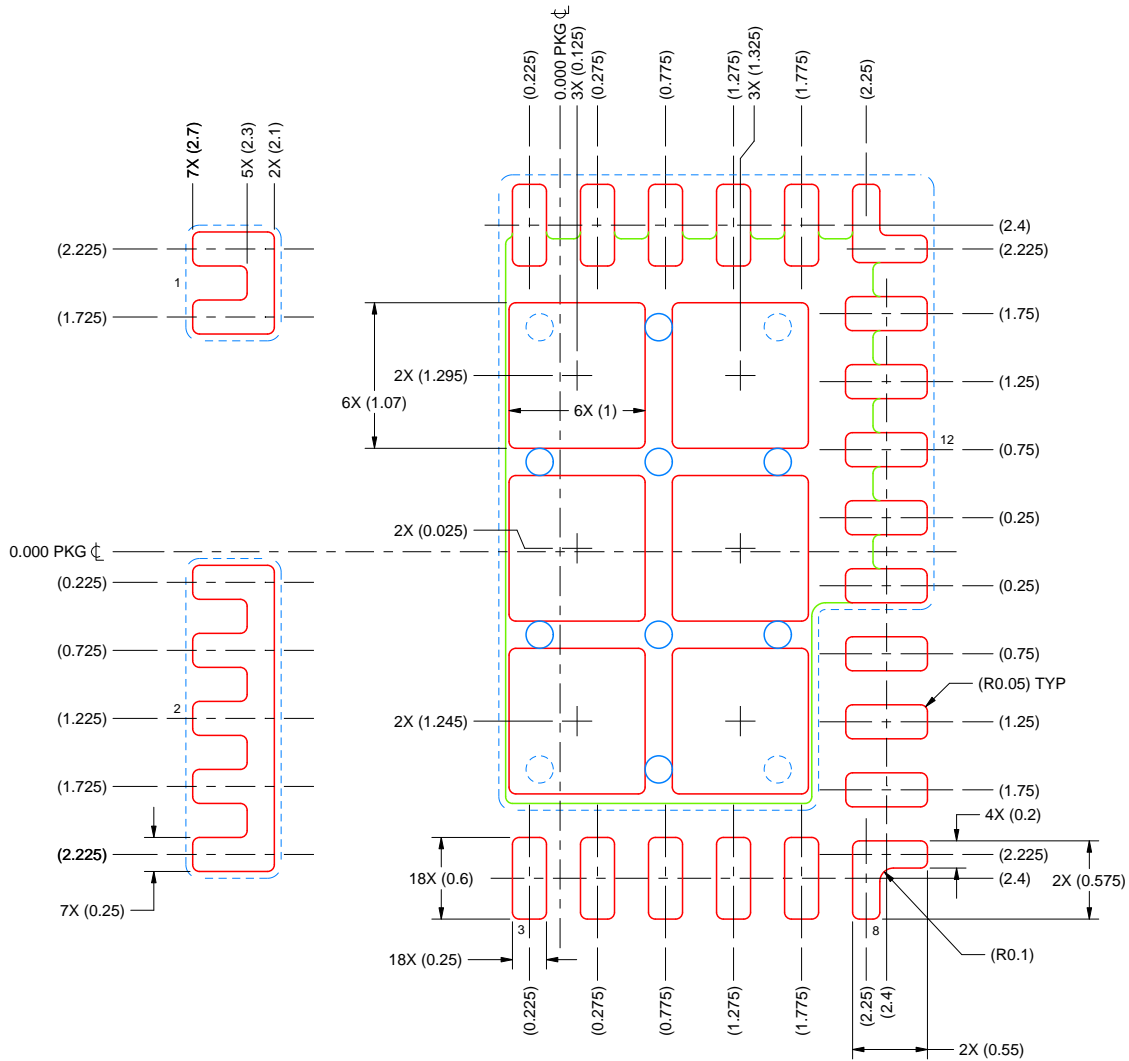 (0.225)
0.000 PKG ℄
3X (0.125)
(0.275)
(0.775)
(1.275)
3X (1.325)
(1.775)
(2.25)
7X (2.7)
5X (2.3)
2X (2.1)
(2.225)
1
(1.725)
(2.4)
(2.225)
(1.75)
(1.25)
12
(0.75)
(0.25)
(0.25)
(0.75)
(R0.05) TYP
(1.25)
(1.75)
4X (0.2)
(2.225)
(2.4)
2X (0.575)
2X (1.295)
6X (1.07)
6X (1)
2X (0.025)
2X (1.245)
0.000 PKG ℄
(0.225)
(0.725)
2
(1.225)
(1.725)
(2.225)
7X (0.25)
18X (0.6)
3
8
18X (0.25)
(R0.1)
(0.225)
(0.275)
(0.775)
(1.275)
(1.775)
(2.25)
(2.4)
2X (0.55)